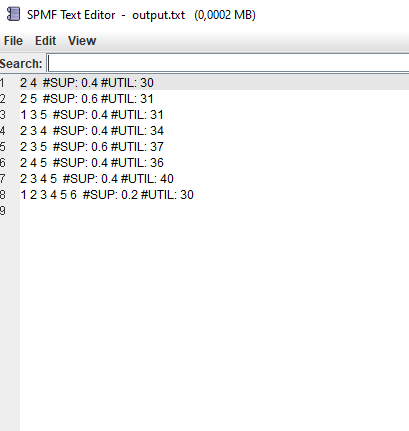 SPMF Text Editor - output.txt (0,0002 MB)
File Edit View
Search:
1 2 4 #SUP: 0.4 #UTIL: 30
2 2 5 #SUP: 0.6 #UTIL: 31
3 1 3 5 #SUP: 0.4 #UTIL: 31
4 2 3 4 #SUP: 0.4 #UTIL: 34
5 2 3 5 #SUP: 0.6 #UTIL: 37
6 2 4 5 #SUP: 0.4 #UTIL: 36
7 2 3 4 5 #SUP: 0.4 #UTIL: 40
8 1 2 3 4 5 6 #SUP: 0.2 #UTIL: 30
9